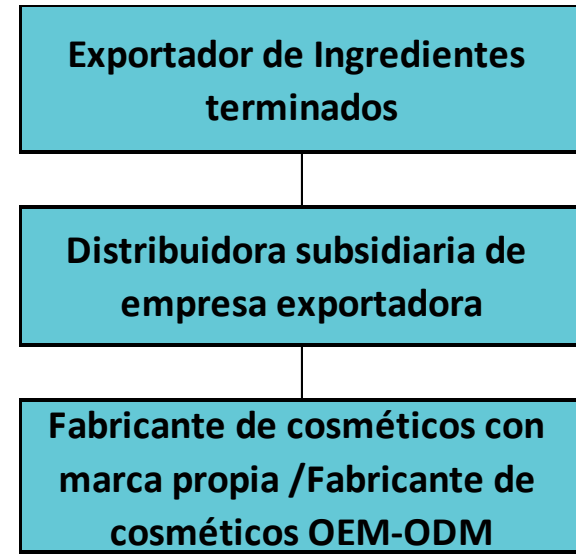 Exportador de Ingredientes
terminados
Distribuidora subsidiaria de
empresa exportadora
Fabricante de cosméticos con
marca propia /Fabricante de
cosméticos OEM-ODM